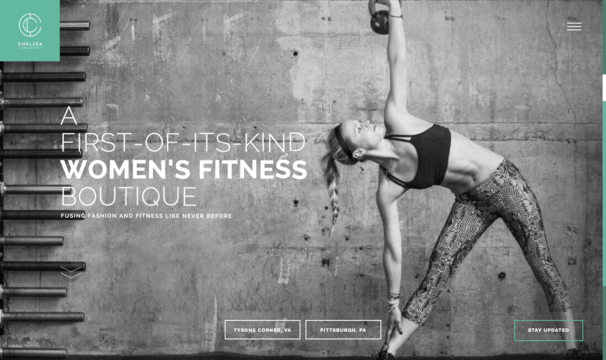 CHELSEA
A
FIRST-OF-ITS-KIND
WOMEN'S FITNESS
BOUTIQUE
FUSING FASHION AND FITNESS LIKE NEVER BEFORE
TYSONS CORNER, VA
PITTSBURGH, PA
STAY UPDATED